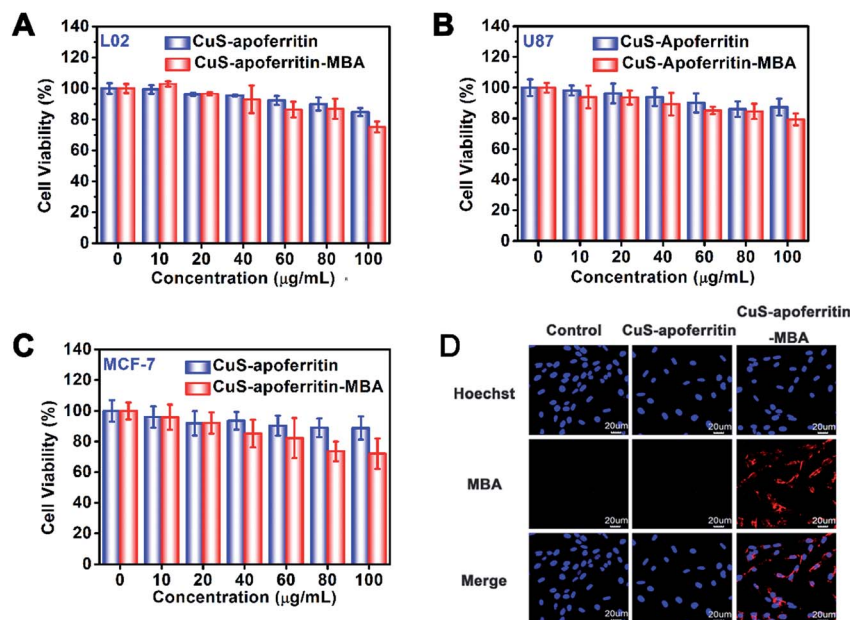 A
L02
CuS-apoferritin
CuS-apoferritin-MBA
Cell Viability (%)
140
120
100
80
60
40
20
0
0 10 20 40 60 80 100
Concentration (μg/mL)
B
U87
CuS-Apoferritin
CuS-Apoferritin-MBA
Cell Viability (%)
140
120
100
80
60
40
20
0
0 10 20 40 60 80 100
Concentration (μg/mL)
C
MCF-7
CuS-apoferritin
CuS-apoferritin-MBA
Cell Viability (%)
140
120
100
80
60
40
20
0
0 10 20 40 60 80 100
Concentration (μg/mL)
D
Control CuS-apoferritin CuS-apoferritin
-MBA
Hoechst
20um 20um 20um
MBA
20um 20um 20um
Merge
20um 20um 20um